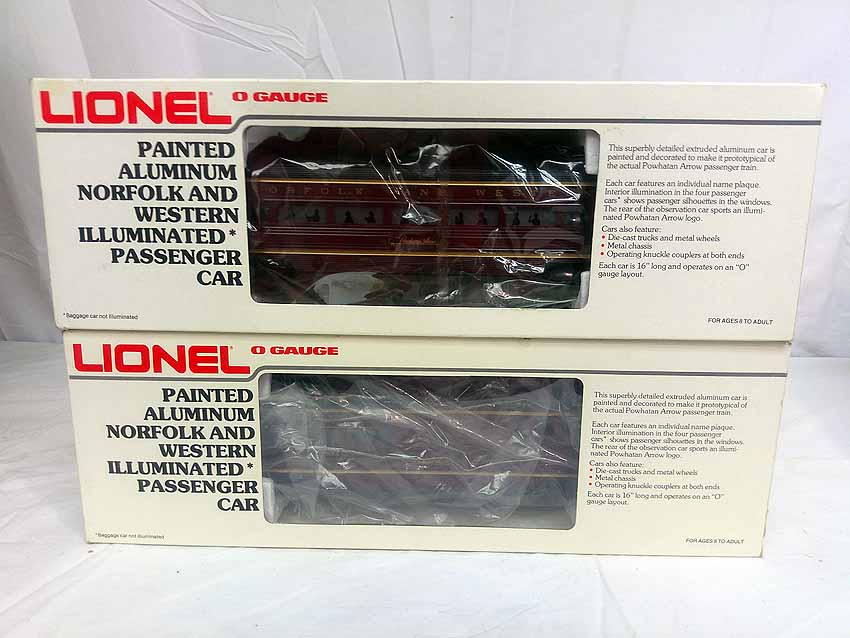 LIONEL O GAUGE
PAINTED
ALUMINUM
NORFOLK AND
WESTERN
ILLUMINATED*
PASSENGER
CAR
*Baggage car not illuminated
ORFOLK AND WES
This superbly detailed extruded aluminum car is
painted and decorated to make it prototypical of
the actual Powhatan Arrow passenger train.
Each car features an individual name plaque.
Interior illumination in the four passenger
cars* shows passenger silhouettes in the windows.
The rear of the observation car sports an illumi-
nated Powhatan Arrow logo.
Cars also feature:
• Die-cast trucks and metal wheels
• Metal chassis
• Operating knuckle couplers at both ends
Each car is 16" long and operates on an "O"
gauge layout.
FOR AGES 8 TO ADULT
LIONEL O GAUGE
PAINTED
ALUMINUM
NORFOLK AND
WESTERN
ILLUMINATED*
PASSENGER
CAR
*Baggage car not illuminated
This superbly detailed extruded aluminum car is
painted and decorated to make it prototypical of
the actual Powhatan Arrow passenger train.
Each car features an individual name plaque.
Interior illumination in the four passenger
cars* shows passenger silhouettes in the windows.
The rear of the observation car sports an illumi-
nated Powhatan Arrow logo.
Cars also feature:
• Die-cast trucks and metal wheels
• Metal chassis
• Operating knuckle couplers at both ends
Each car is 16" long and operates on an "O"
gauge layout.
FOR AGES 8 TO ADULT